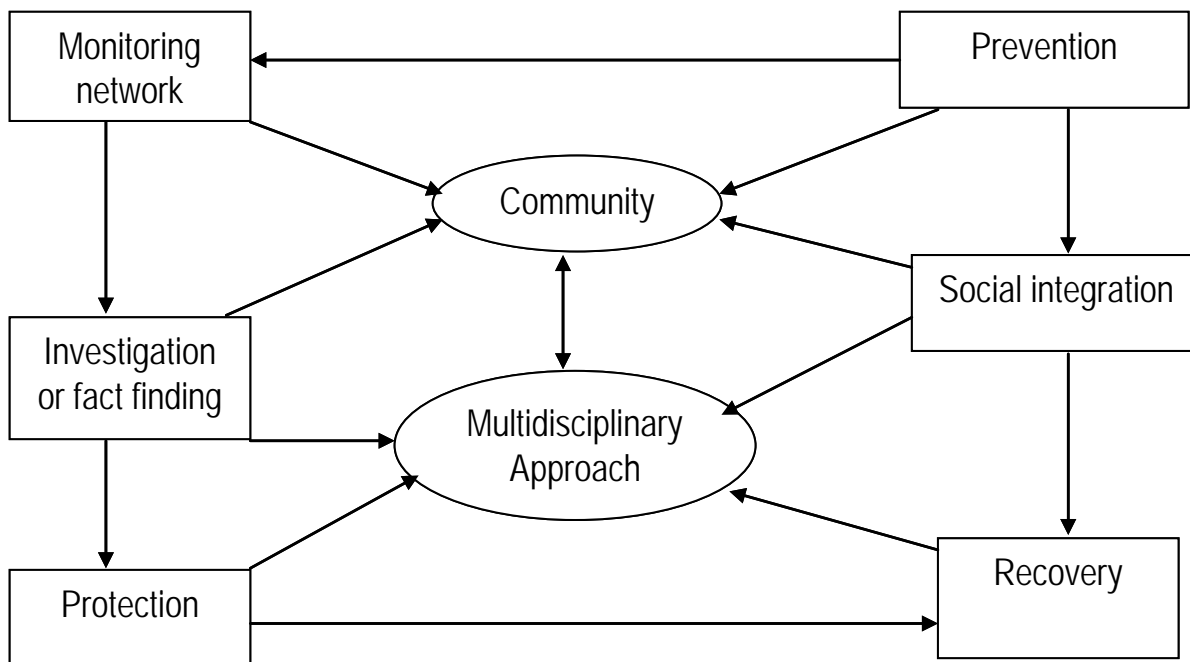 Monitoring
network
Prevention
Community
Social integration
Investigation
or fact finding
Multidisciplinary
Approach
Protection
Recovery